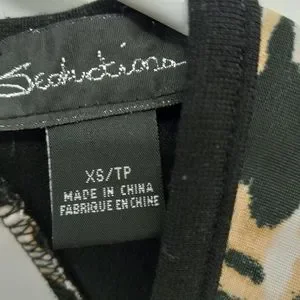 Seductions
XS/TP
MADE IN CHINA
FABRIQUE EN CHINE